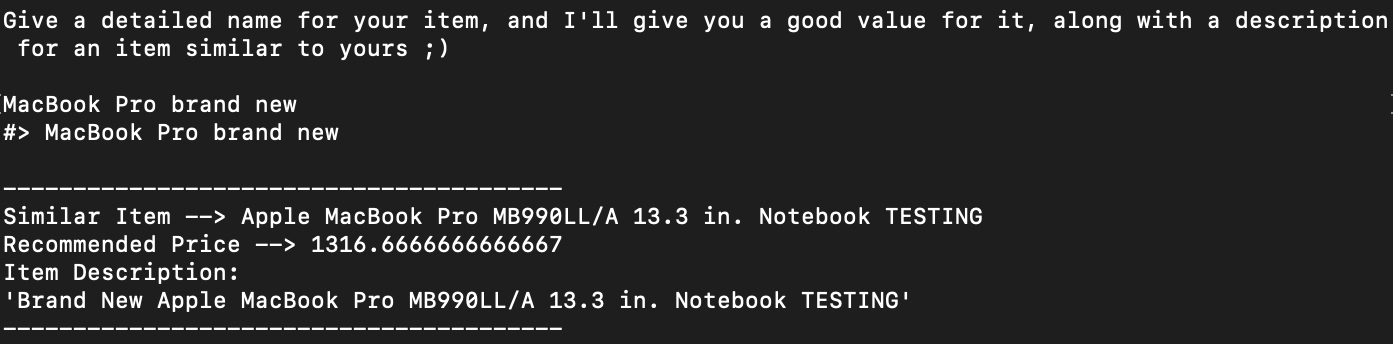 Give a detailed name for your item, and I'll give you a good value for it, along with a description
for an item similar to yours ;)
MacBook Pro brand new
#> MacBook Pro brand new
----------------------------------------
Similar Item --> Apple MacBook Pro MB990LL/A 13.3 in. Notebook TESTING
Recommended Price --> 1316.6666666666667
Item Description:
'Brand New Apple MacBook Pro MB990LL/A 13.3 in. Notebook TESTING'
----------------------------------------